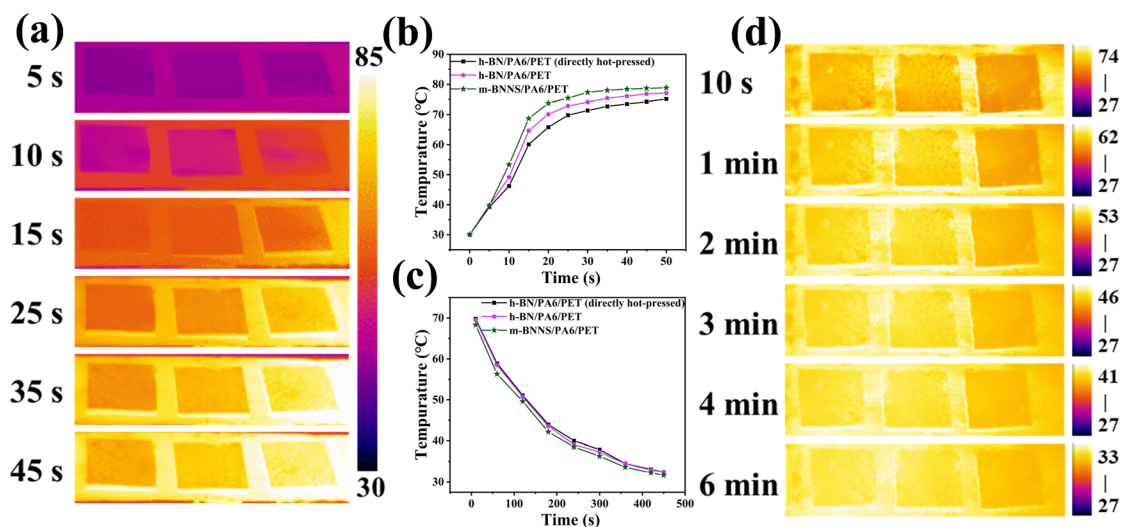 (a)
5 s
10 s
15 s
25 s
35 s
45 s
85
30
(b)
Tempurature (°C)
90
80
70
60
50
40
30
0 10 20 30 40 50
Time (s)
h-BN/PA6/PET (directly hot-pressed)
h-BN/PA6/PET
m-BNNS/PA6/PET
(c)
Tempurature (°C)
70
60
50
40
30
0 100 200 300 400 500
Time (s)
h-BN/PA6/PET (directly hot-pressed)
h-BN/PA6/PET
m-BNNS/PA6/PET
(d)
10 s
74
27
1 min
62
27
2 min
53
27
3 min
46
27
4 min
41
27
6 min
33
27